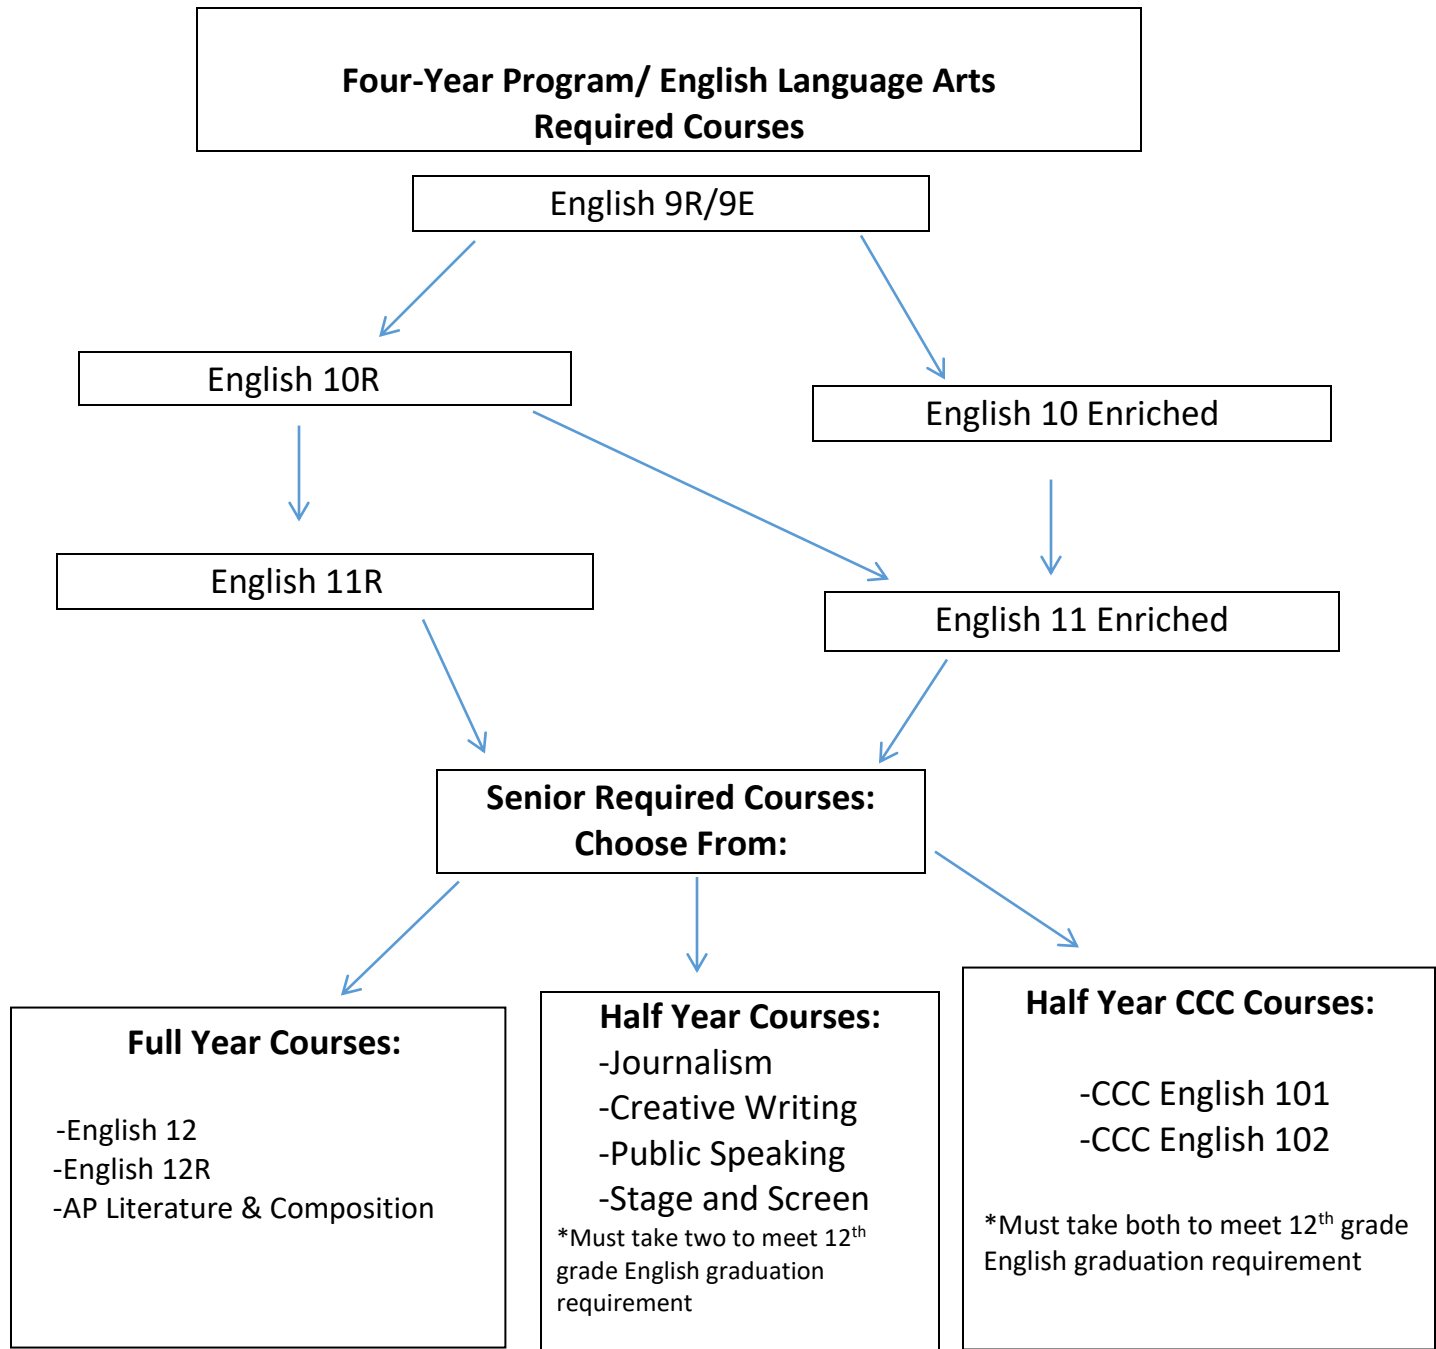 Four-Year Program/ English Language Arts
Required Courses
English 9R/9E
English 10R
English 10 Enriched
English 11R
English 11 Enriched
Senior Required Courses:
Choose From:
Full Year Courses:
-English 12
-English 12R
-AP Literature & Composition
Half Year Courses:
-Journalism
-Creative Writing
-Public Speaking
-Stage and Screen
*Must take two to meet 12th
grade English graduation
requirement
Half Year CCC Courses:
-CCC English 101
-CCC English 102
*Must take both to meet 12th grade
English graduation requirement